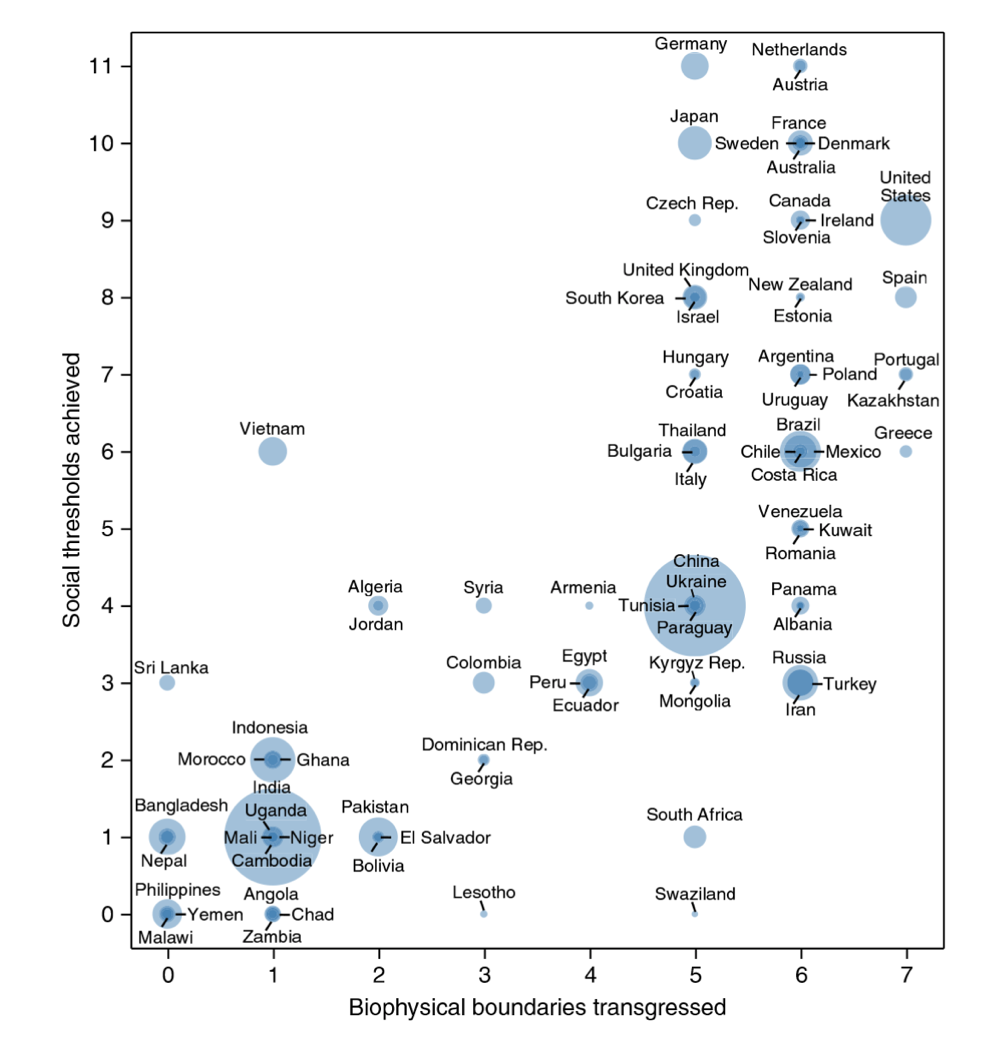 Germany
Netherlands
11
Austria
Japan
France
10
Sweden
Denmark
Australia
United
States
Czech Rep.
Canada
9
Ireland
Slovenia
United Kingdom
New Zealand
Spain
8
South Korea
Israel
Estonia
Hungary
Argentina
Portugal
7
Poland
Croatia
Uruguay
Kazakhstan
Vietnam
Thailand
Brazil
Greece
6
Bulgaria
Chile
Mexico
Italy
Costa Rica
Venezuela
5
Kuwait
Romania
China
Ukraine
Algeria
Syria
Armenia
Panama
4
Tunisia
Jordan
Paraguay
Albania
Sri Lanka
Colombia
Egypt
Kyrgyz Rep.
Russia
3
Peru
Turkey
Ecuador
Mongolia
Iran
Indonesia
Dominican Rep.
2
Morocco
Ghana
Georgia
India
Bangladesh
Uganda
Pakistan
South Africa
1
Mali
Niger
El Salvador
Nepal
Cambodia
Bolivia
Philippines
Angola
Lesotho
Swaziland
0
Yemen
Chad
Malawi
Zambia
0 1 2 3 4 5 6 7
Biophysical boundaries transgressed
Social thresholds achieved